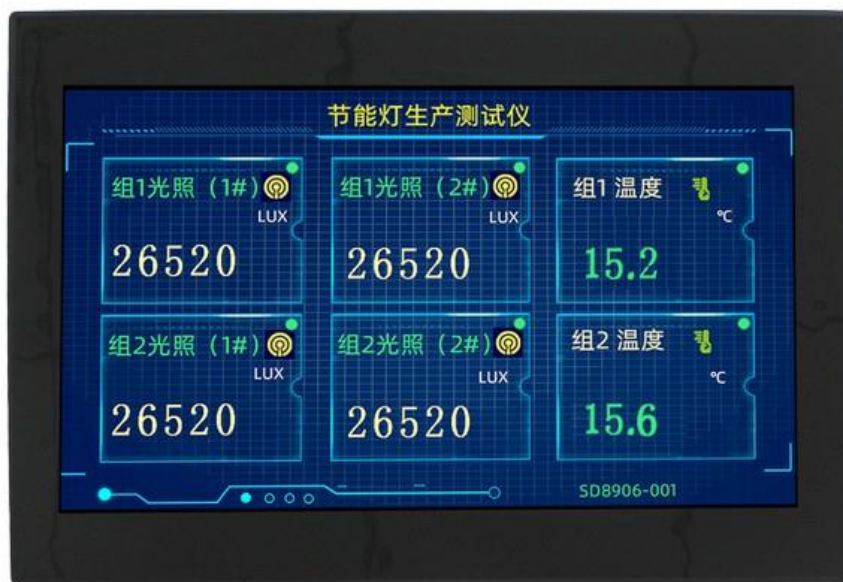 节能灯生产测试仪
组1光照（1#）
LUX
26520
组1光照（2#）
LUX
26520
组1 温度
℃
15.2
组2光照（1#）
LUX
26520
组2光照（2#）
LUX
26520
组2 温度
℃
15.6
SD8906-001